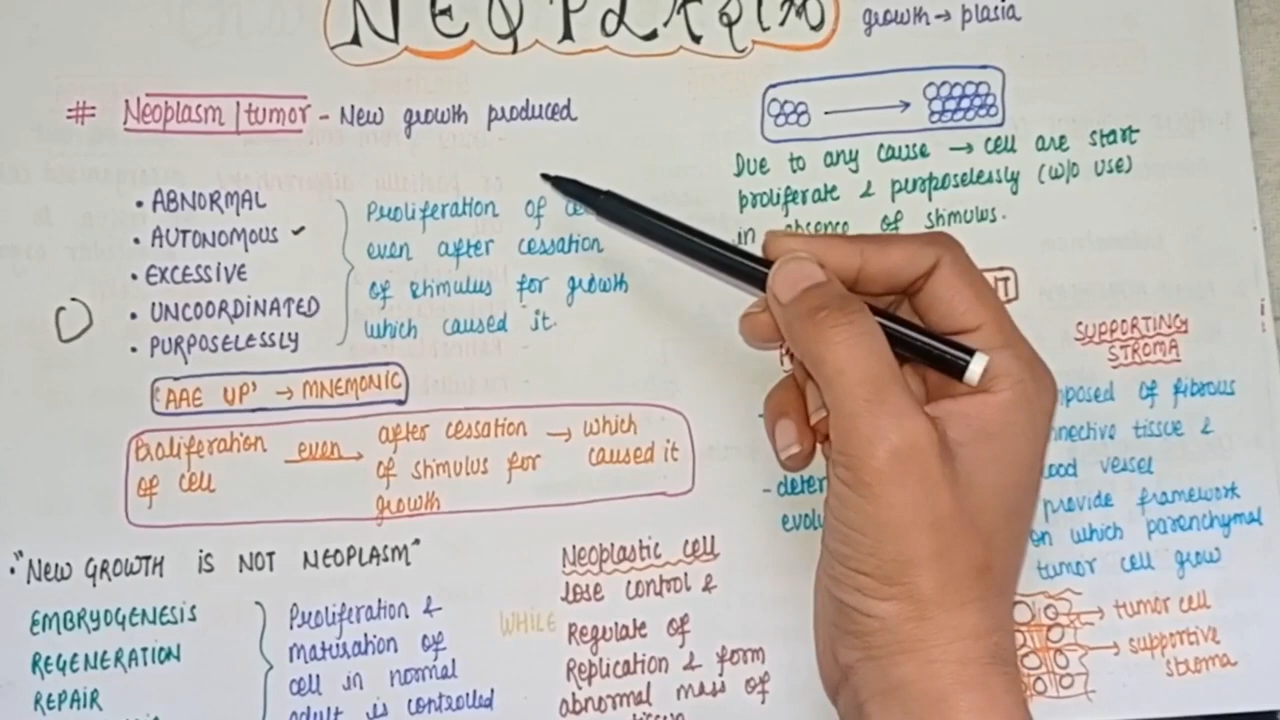 NEOPLASIA
growth → plasia
# Neoplasm / tumor - New growth produced
• ABNORMAL
• AUTONOMOUS
• EXCESSIVE
• UNCOORDINATED
• PURPOSELESSLY
Proliferation of
even after cessation
of stimulus for growth
which caused it.
'AAE UP' → MNEMONIC
Proliferation of cell even → after cessation of stimulus for growth → which caused it
Due to any cause → cell are start
proliferate & purposelessly (w/o use)
in absence of stimulus.
SUPPORTING
STROMA
of fibrous
tissue &
vessel
provide framework
on which parenchymal
tumor cell grow
→ tumor cell
→ supportive
stroma
• "NEW GROWTH IS NOT NEOPLASM"
EMBRYOGENESIS
REGENERATION
REPAIR
Proliferation &
maturation of
cell in normal
adult is controlled
WHILE
Neoplastic cell
lose control &
Regulate of
Replication & form
abnormal mass of